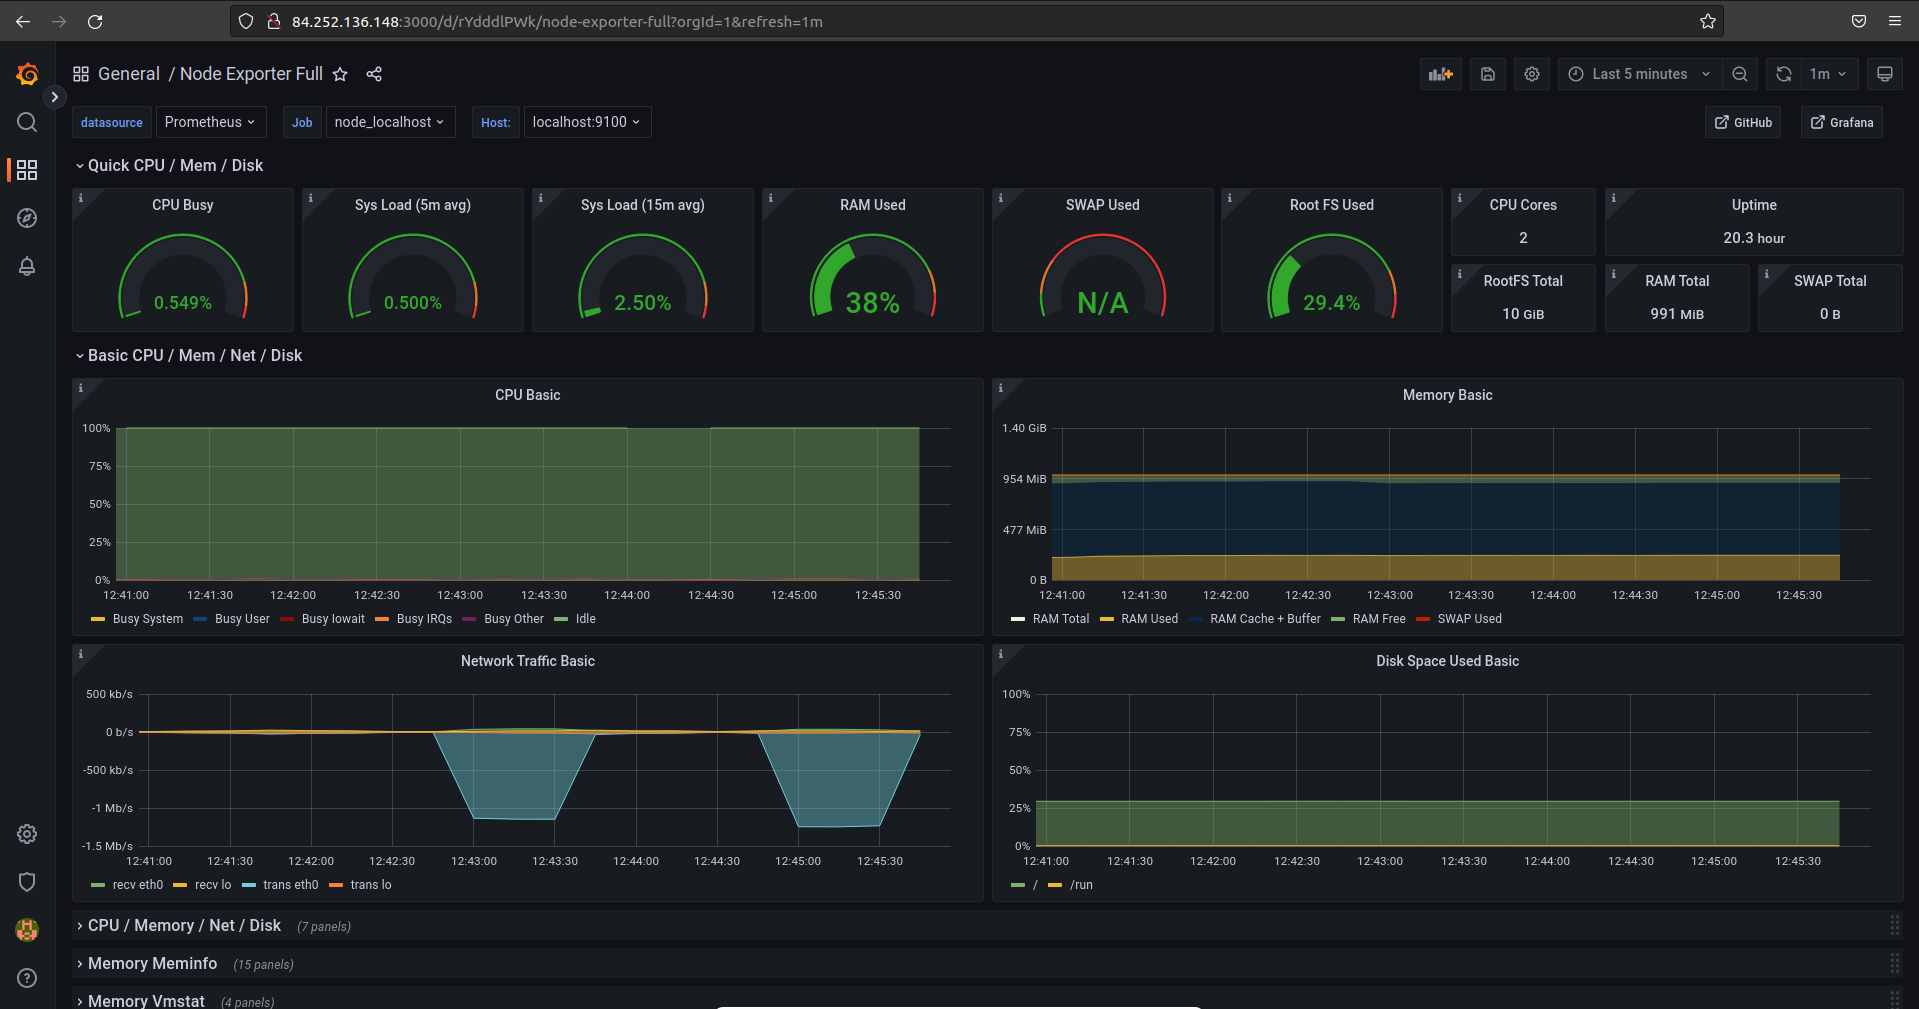 84.252.136.148:3000/d/rYdddlPWk/node-exporter-full?orgId=1&refresh=1m
General / Node Exporter Full
Last 5 minutes
1m
datasource Prometheus Job node_localhost Host: localhost:9100
GitHub Grafana
Quick CPU / Mem / Disk
CPU Busy
0.549%
Sys Load (5m avg)
0.500%
Sys Load (15m avg)
2.50%
RAM Used
38%
SWAP Used
N/A
Root FS Used
29.4%
CPU Cores
2
Uptime
20.3 hour
RootFS Total
10 GiB
RAM Total
991 MiB
SWAP Total
0 B
Basic CPU / Mem / Net / Disk
CPU Basic
100%
75%
50%
25%
0%
12:41:00 12:41:30 12:42:00 12:42:30 12:43:00 12:43:30 12:44:00 12:44:30 12:45:00 12:45:30
Busy System Busy User Busy Iowait Busy IRQs Busy Other Idle
Memory Basic
1.40 GiB
954 MiB
477 MiB
0 B
12:41:00 12:41:30 12:42:00 12:42:30 12:43:00 12:43:30 12:44:00 12:44:30 12:45:00 12:45:30
RAM Total RAM Used RAM Cache + Buffer RAM Free SWAP Used
Network Traffic Basic
500 kb/s
0 b/s
-500 kb/s
-1 Mb/s
-1.5 Mb/s
12:41:00 12:41:30 12:42:00 12:42:30 12:43:00 12:43:30 12:44:00 12:44:30 12:45:00 12:45:30
recv eth0 recv lo trans eth0 trans lo
Disk Space Used Basic
100%
75%
50%
25%
0%
12:41:00 12:41:30 12:42:00 12:42:30 12:43:00 12:43:30 12:44:00 12:44:30 12:45:00 12:45:30
/ /run
CPU / Memory / Net / Disk (7 panels)
Memory Meminfo (15 panels)
Memory Vmstat (4 panels)